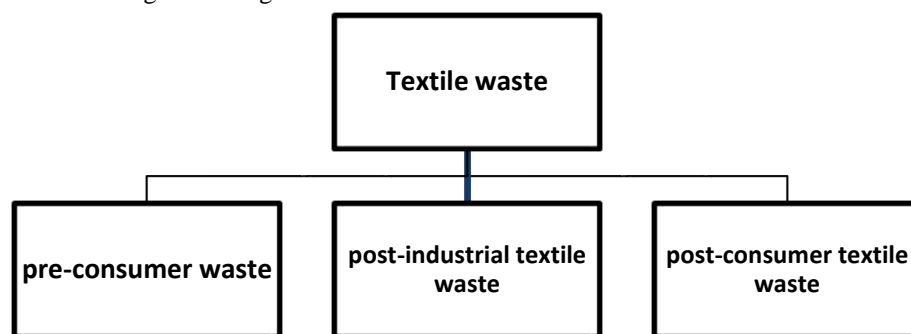 Textile waste
pre-consumer waste
post-industrial textile
waste
post-consumer textile
waste